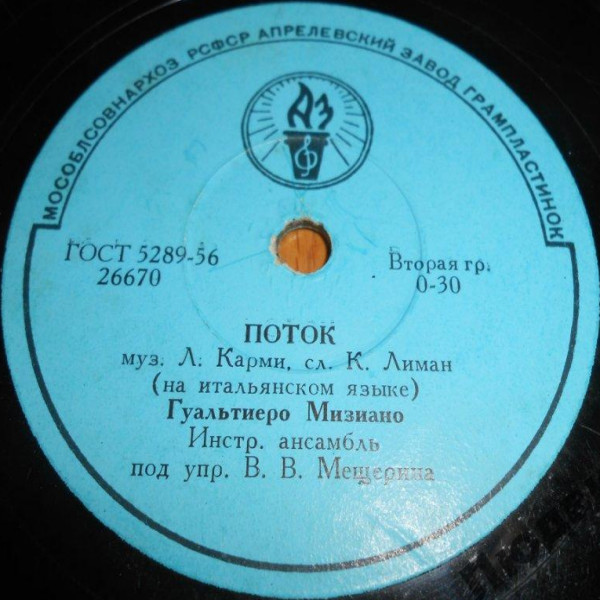 МОСОБЛСОВНАРХОЗ РСФСР АПРЕЛЕВСКИЙ ЗАВОД ГРАМПЛАСТИНОК
АЗ
ГОСТ 5289-56
26670
Вторая гр.
0-30
ПОТОК
муз. Л. Карми, сл. К. Лиман
(на итальянском языке)
Гуальтиеро Мизиано
Инстр. ансамбль
под упр. В. В. Мещерина